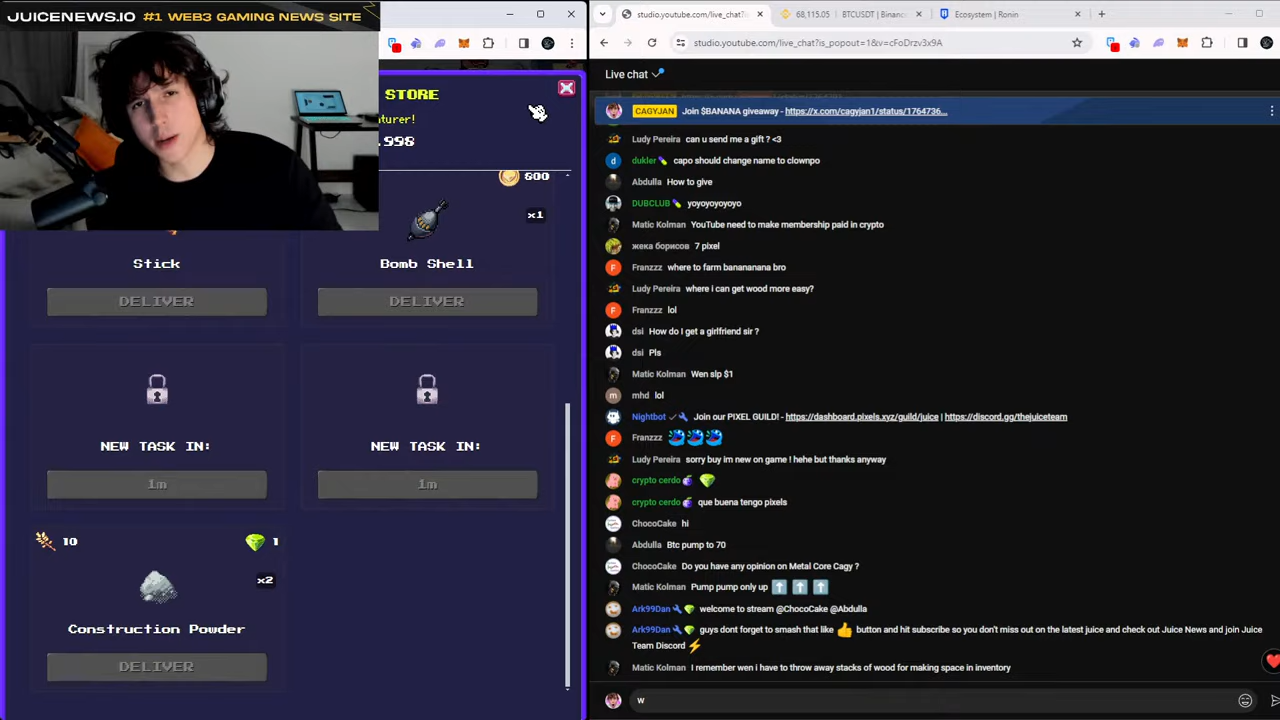 JUICENEWS.IO #1 WEB3 GAMING NEWS SITE
STORE
aturer!
.998
800
x1
Stick
Bomb Shell
DELIVER
DELIVER
NEW TASK IN:
NEW TASK IN:
1m
1m
10
1
x2
Construction Powder
DELIVER
studio.youtube.com/live_chat?i
68,115.05
BTCUSDT | Binanc
Ecosystem | Ronin
studio.youtube.com/live_chat?is_popout=1&v=cFoDrzv3x9A
Live chat
CAGYJAN Join $BANANA giveaway - https://x.com/cagyjan1/status/1764736...
Ludy Pereira can u send me a gift ? <3
dukler capo should change name to clownpo
Abdulla How to give
DUBCLUB yoyoyoyoyoyo
Matic Kolman YouTube need to make membership paid in crypto
жека борисов 7 pixel
Franzzz where to farm banananana bro
Ludy Pereira where i can get wood more easy?
Franzzz lol
dsi How do I get a girlfriend sir ?
dsi Pls
Matic Kolman Wen slp $1
mhd lol
Nightbot Join our PIXEL GUILD! - https://dashboard.pixels.xyz/guild/juice | https://discord.gg/thejuiceteam
Franzzz
Ludy Pereira sorry buy im new on game ! hehe but thanks anyway
crypto cerdo
crypto cerdo que buena tengo pixels
ChocoCake hi
Abdulla Btc pump to 70
ChocoCake Do you have any opinion on Metal Core Cagy ?
Matic Kolman Pump pump only up
Ark99Dan welcome to stream @ChocoCake @Abdulla
Ark99Dan guys dont forget to smash that like button and hit subscribe so you don't miss out on the latest juice and check out Juice News and join Juice
Team Discord
Matic Kolman I remember wen i have to throw away stacks of wood for making space in inventory
w